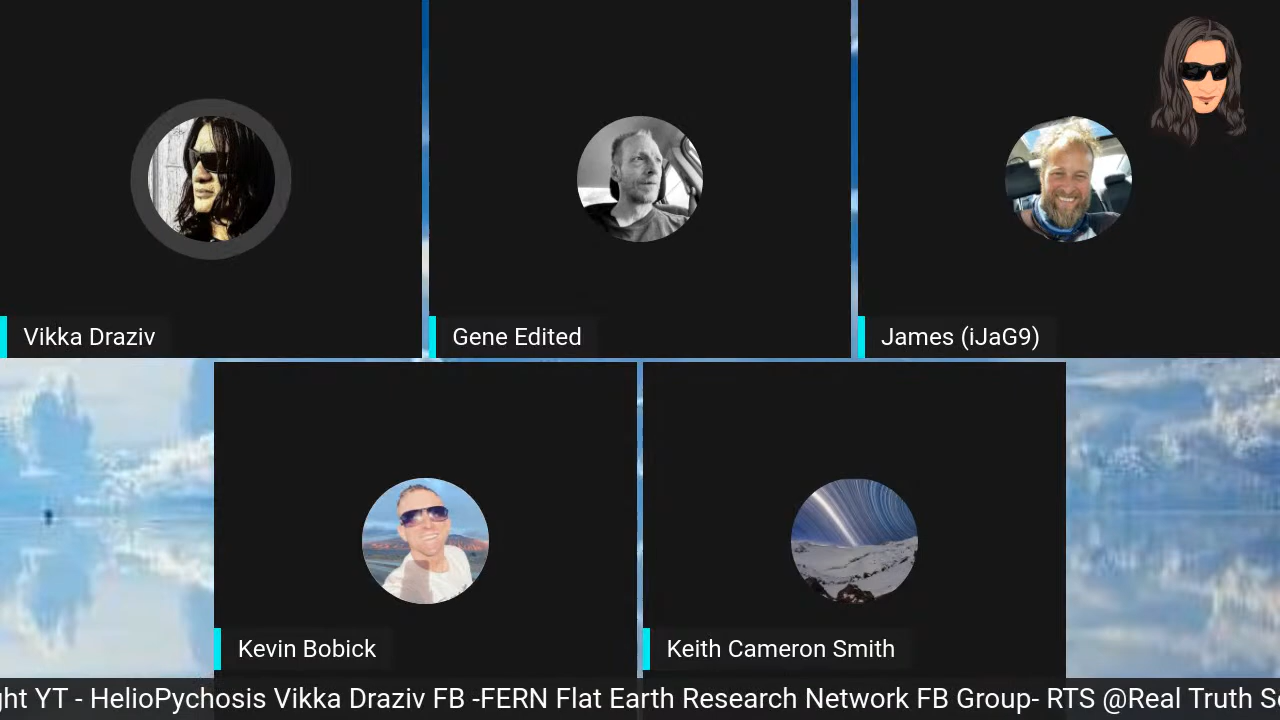 Vikka Draziv
Gene Edited
James (iJaG9)
Kevin Bobick
Keith Cameron Smith
YT - HelioPychosis Vikka Draziv FB -FERN Flat Earth Research Network FB Group- RTS @Real Truth